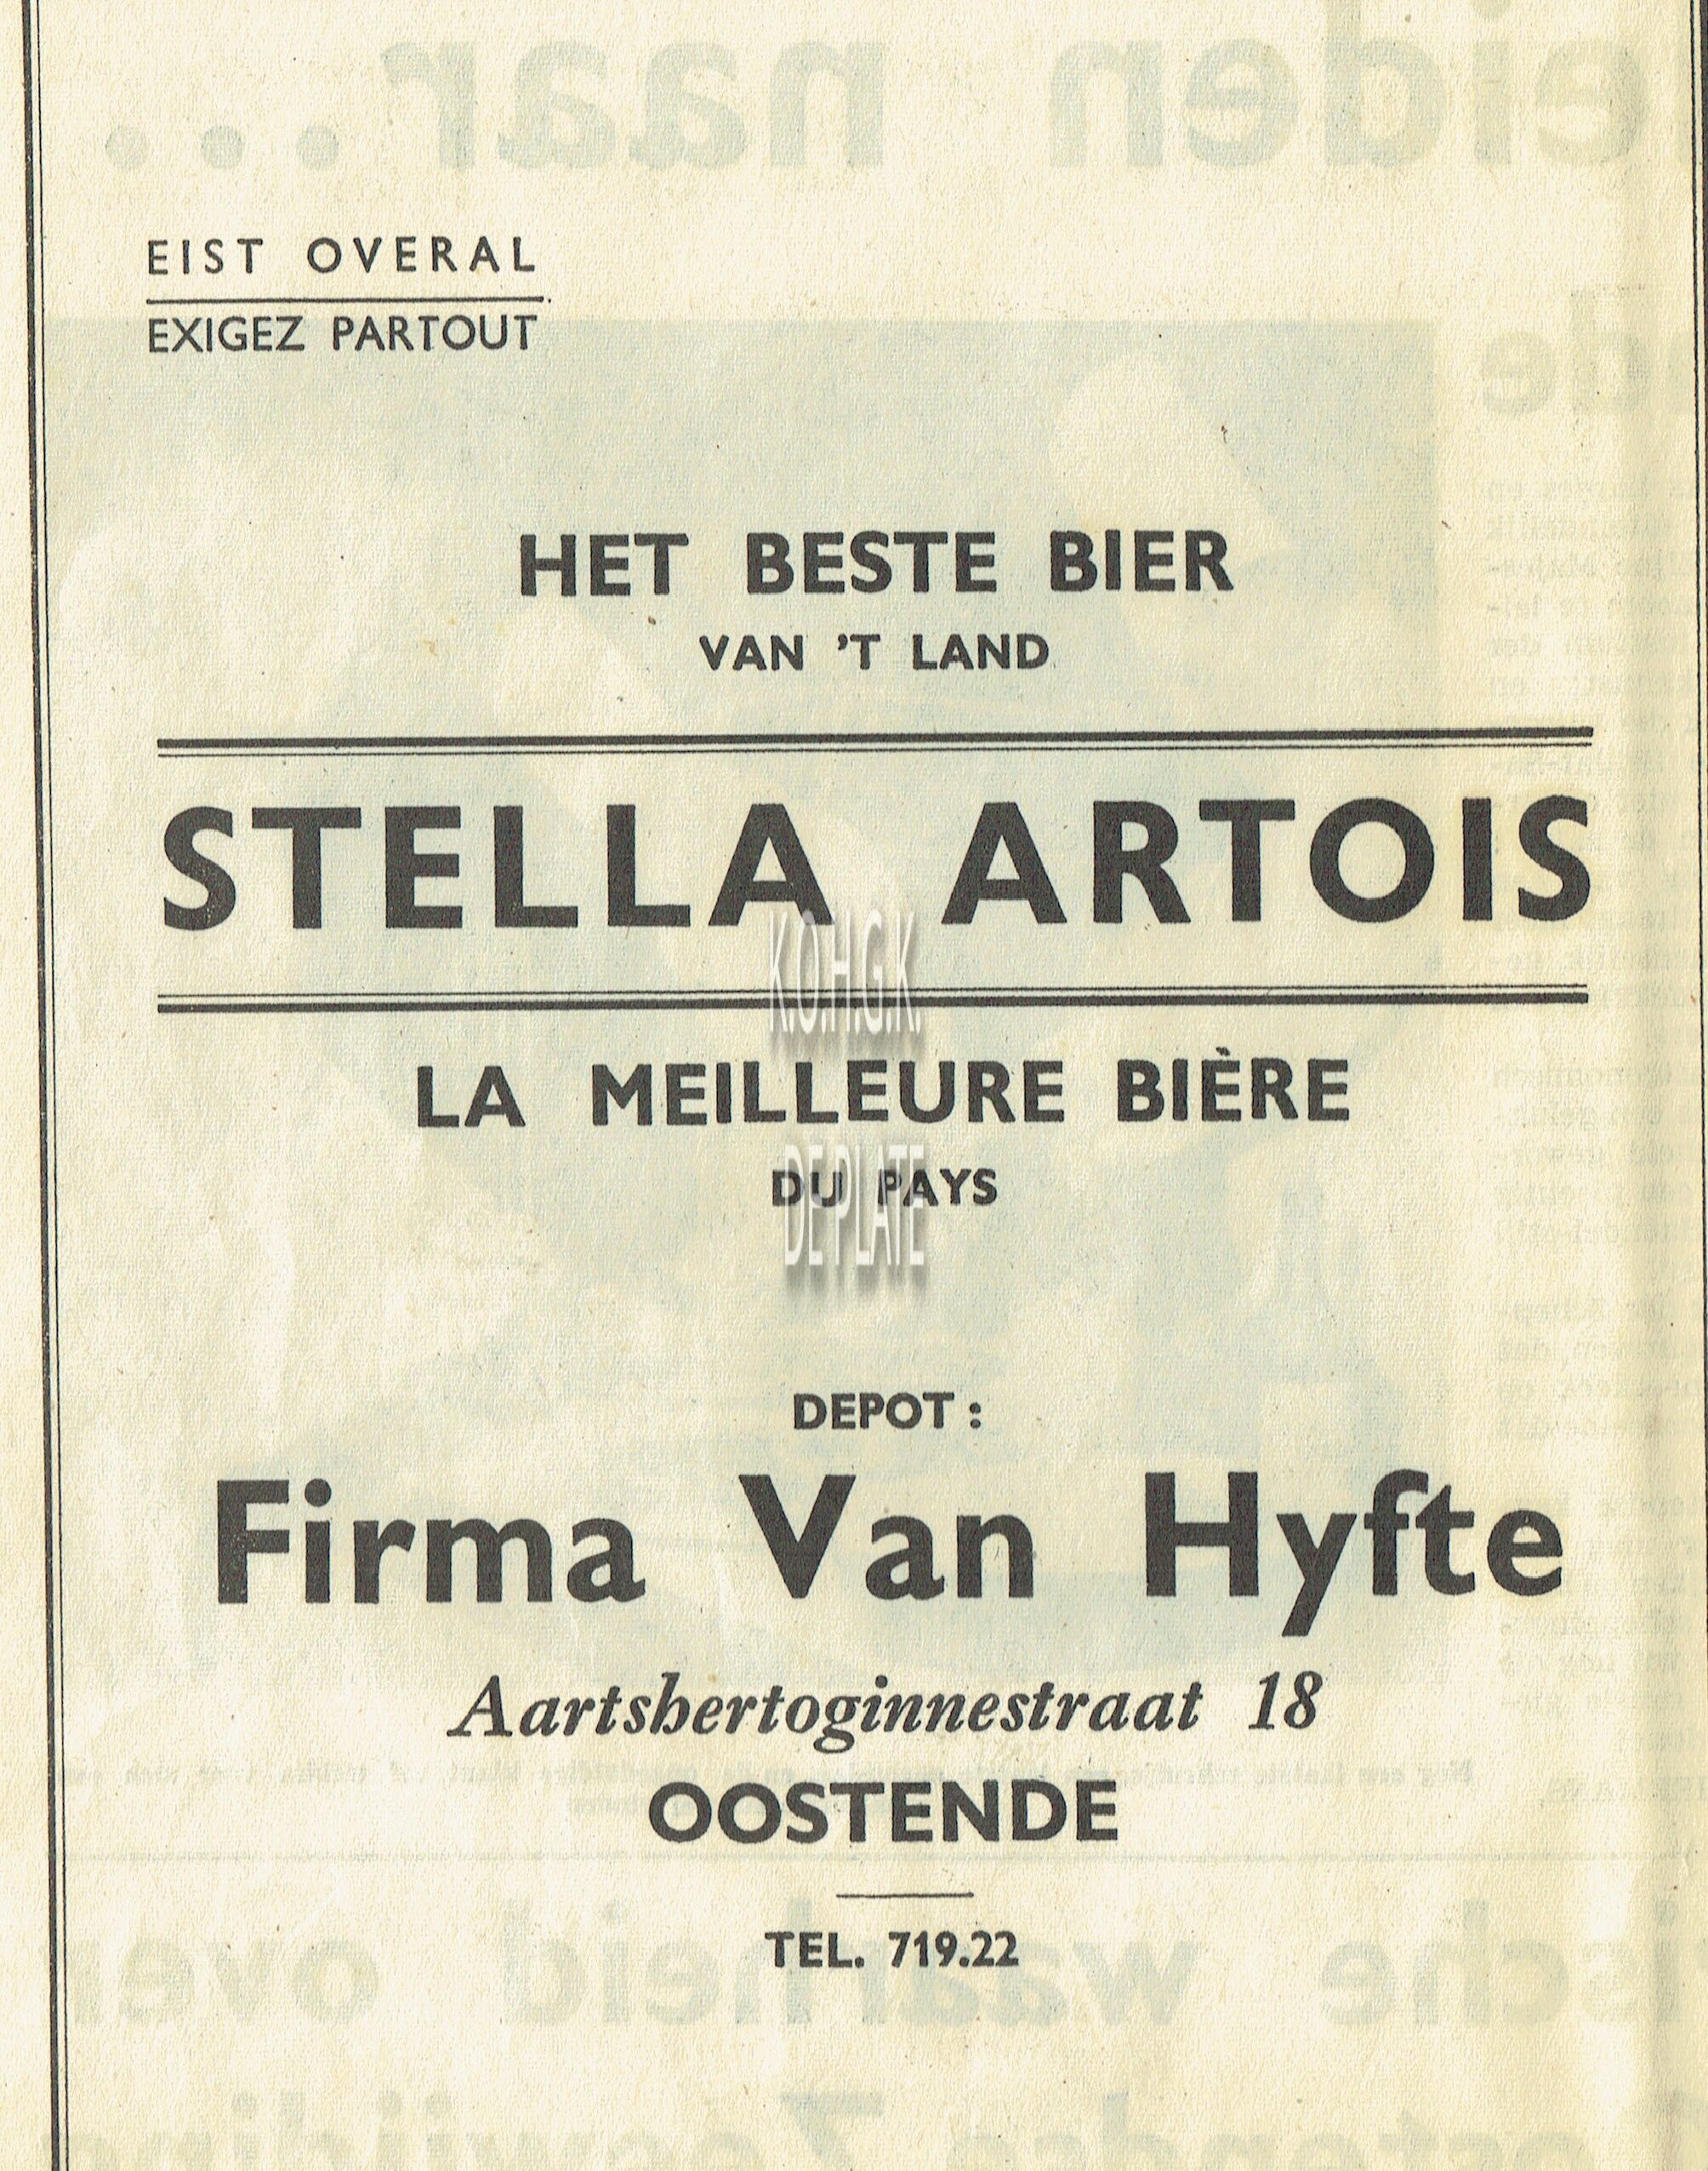 EIST OVERAL
EXIGEZ PARTOUT
HET BESTE BIER
VAN 'T LAND
STELLA ARTOIS
K.O.H.G.K.
LA MEILLEURE BIÈRE
DU PAYS
DE PLATE
DEPOT :
Firma Van Hyfte
Aartshertoginnestraat 18
OOSTENDE
TEL. 719.22